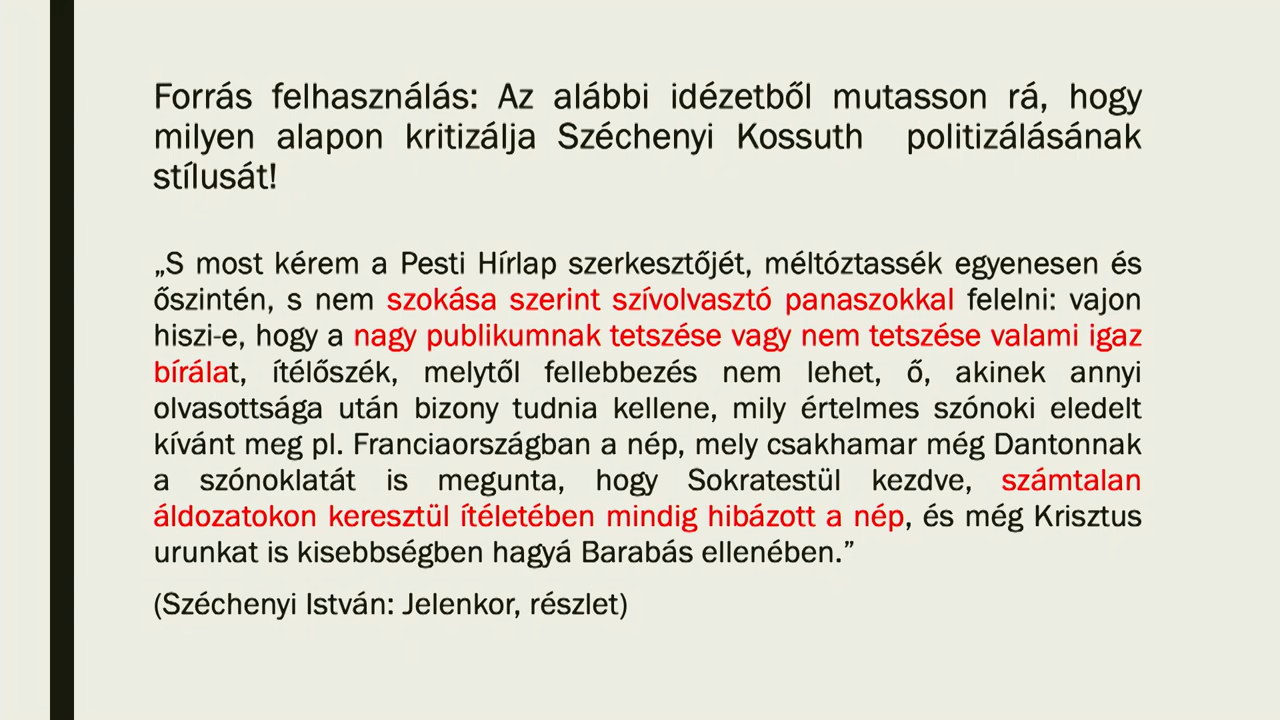 Forrás felhasználás: Az alábbi idézetből mutasson rá, hogy
milyen alapon kritizálja Széchenyi Kossuth politizálásának
stílusát!
„S most kérem a Pesti Hírlap szerkesztőjét, méltóztassék egyenesen és
őszintén, s nem szokása szerint szívolvasztó panaszokkal felelni: vajon
hiszi-e, hogy a nagy publikumnak tetszése vagy nem tetszése valami igaz
bírálat, ítélőszék, melytől fellebbezés nem lehet, ő, akinek annyi
olvasottsága után bizony tudnia kellene, mily értelmes szónoki eledelt
kívánt meg pl. Franciaországban a nép, mely csakhamar még Dantonnak
a szónoklatát is megunta, hogy Sokratestül kezdve, számtalan
áldozatokon keresztül ítéletében mindig hibázott a nép, és még Krisztus
urunkat is kisebbségben hagyá Barabás ellenében.”
(Széchenyi István: Jelenkor, részlet)